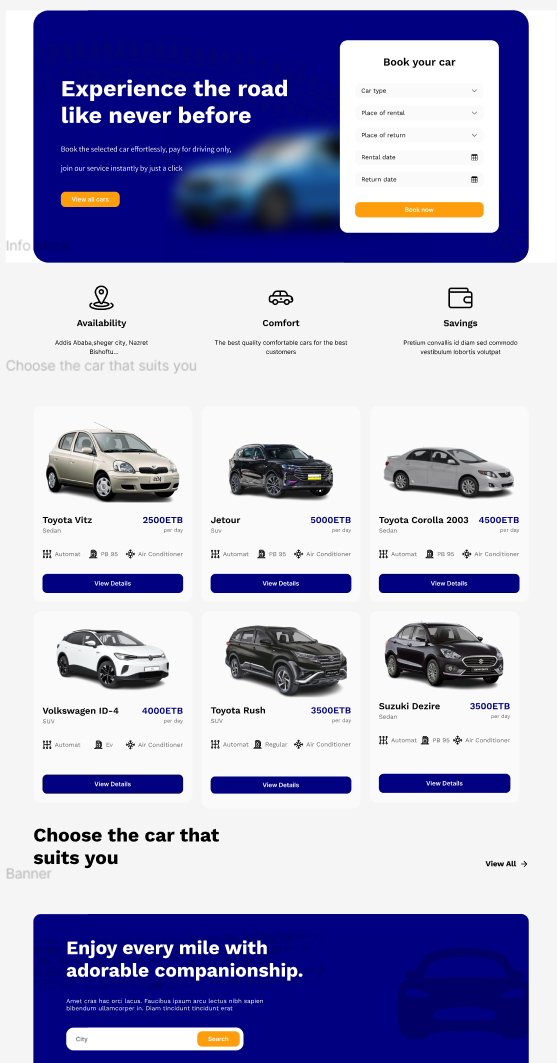 Experience the road
like never before
Book the selected car effortlessly, pay for driving only,
join our service instantly by just a click
View all cars
Book your car
Car type
Place of rental
Place of return
Rental date
Return date
Book now
Info
Availability
Addis Ababa,sheger city, Nazret
Bishoftu...
Comfort
The best quality comfortable cars for the best
customers
Savings
Pretium convallis id diam sed commodo
vestibulum lobortis volutpat
Choose the car that suits you
Toyota Vitz 2500ETB
Sedan per day
Automat PB 95 Air Conditioner
View Details
Jetour 5000ETB
Suv per day
Automat PB 95 Air Conditioner
View Details
Toyota Corolla 2003 4500ETB
Sedan per day
Automat PB 95 Air Conditioner
View Details
Volkswagen ID-4 4000ETB
SUV per day
Automat Ev Air Conditioner
View Details
Toyota Rush 3500ETB
SUV per day
Automat Regular Air Conditioner
View Details
Suzuki Dezire 3500ETB
Sedan per day
Automat PB 95 Air Conditioner
View Details
Choose the car that
suits you
View All
Banner
Enjoy every mile with
adorable companionship.
Amet cras hac orci lacus. Faucibus ipsum arcu lectus nibh sapien
bibendum ullamcorper in. Diam tincidunt tincidunt erat
City
Search